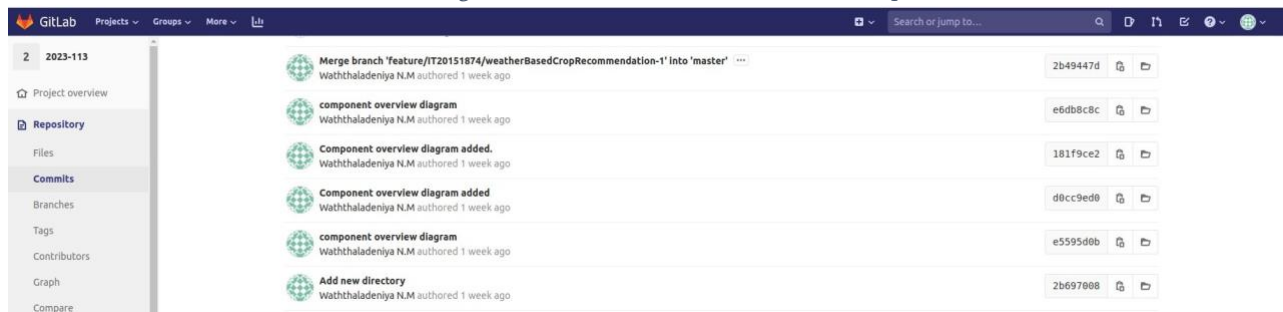 GitLab Projects Groups More Search or jump to...
2 2023-113
Project overview
Repository
Files
Commits
Branches
Tags
Contributors
Graph
Compare
Merge branch 'feature/IT20151874/weatherBasedCropRecommendation-1' into 'master' ...
Waththaladeniya N.M authored 1 week ago
2b49447d
component overview diagram
Waththaladeniya N.M authored 1 week ago
e6db8c8c
Component overview diagram added.
Waththaladeniya N.M authored 1 week ago
181f9ce2
Component overview diagram added
Waththaladeniya N.M authored 1 week ago
d0cc9ed0
component overview diagram
Waththaladeniya N.M authored 1 week ago
e5595d0b
Add new directory
Waththaladeniya N.M authored 1 week ago
2b697008